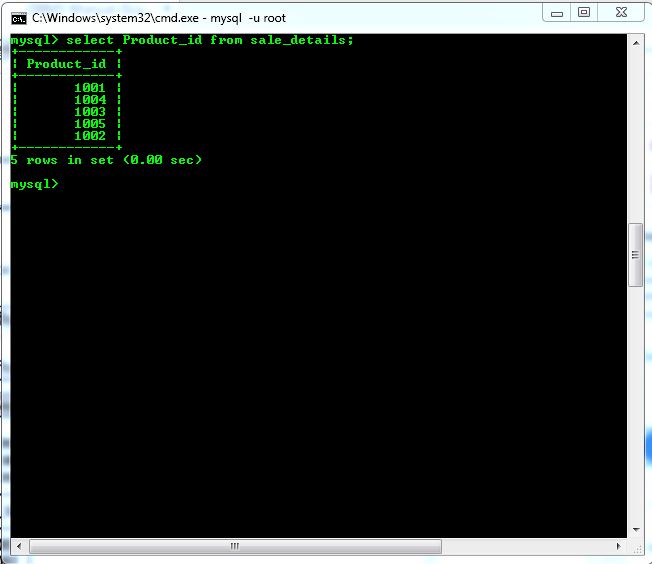 C:\Windows\system32\cmd.exe - mysql -u root
mysql> select Product_id from sale_details;
+------------+
| Product_id |
+------------+
| 1001 |
| 1004 |
| 1003 |
| 1005 |
| 1002 |
+------------+
5 rows in set (0.00 sec)
mysql>